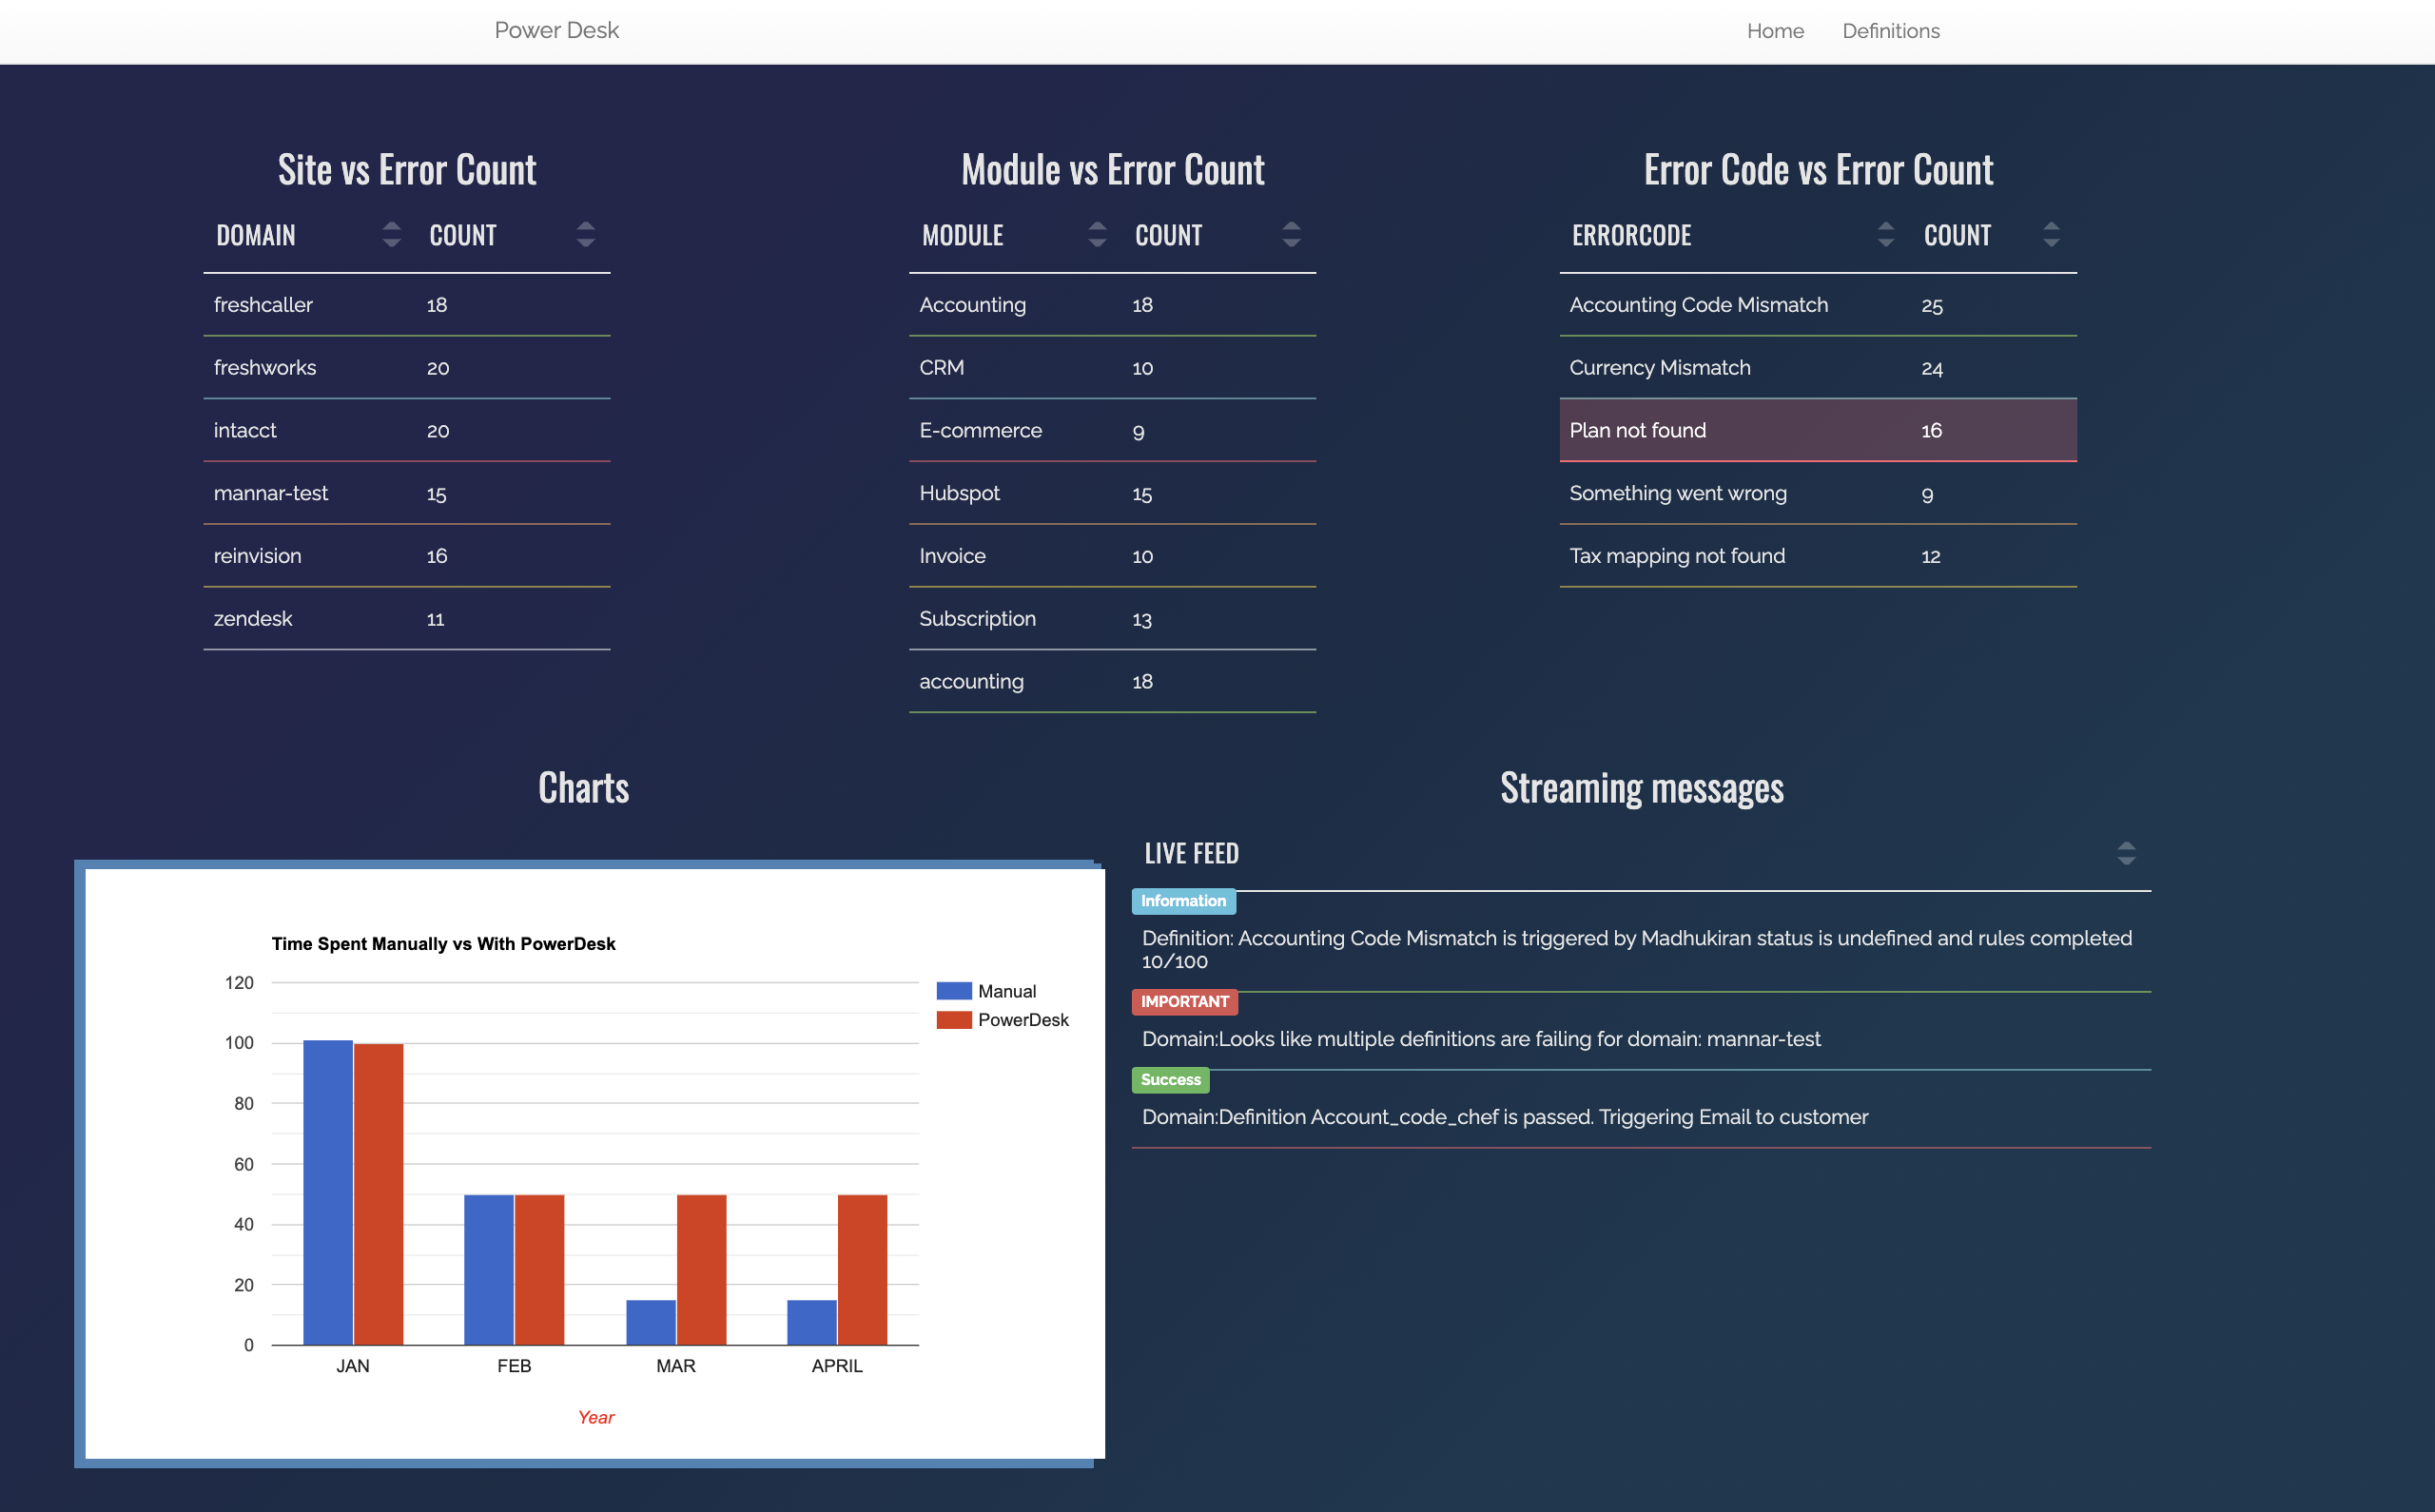 Power Desk
Home Definitions
Site vs Error Count
DOMAIN COUNT
freshcaller 18
freshworks 20
intacct 20
mannar-test 15
reinvision 16
zendesk 11
Module vs Error Count
MODULE COUNT
Accounting 18
CRM 10
E-commerce 9
Hubspot 15
Invoice 10
Subscription 13
accounting 18
Error Code vs Error Count
ERRORCODE COUNT
Accounting Code Mismatch 25
Currency Mismatch 24
Plan not found 16
Something went wrong 9
Tax mapping not found 12
Charts
Time Spent Manually vs With PowerDesk
120
100
80
60
40
20
0
JAN FEB MAR APRIL
Year
Manual
PowerDesk
Streaming messages
LIVE FEED
Information
Definition: Accounting Code Mismatch is triggered by Madhukiran status is undefined and rules completed
10/100
IMPORTANT
Domain:Looks like multiple definitions are failing for domain: mannar-test
Success
Domain:Definition Account_code_chef is passed. Triggering Email to customer